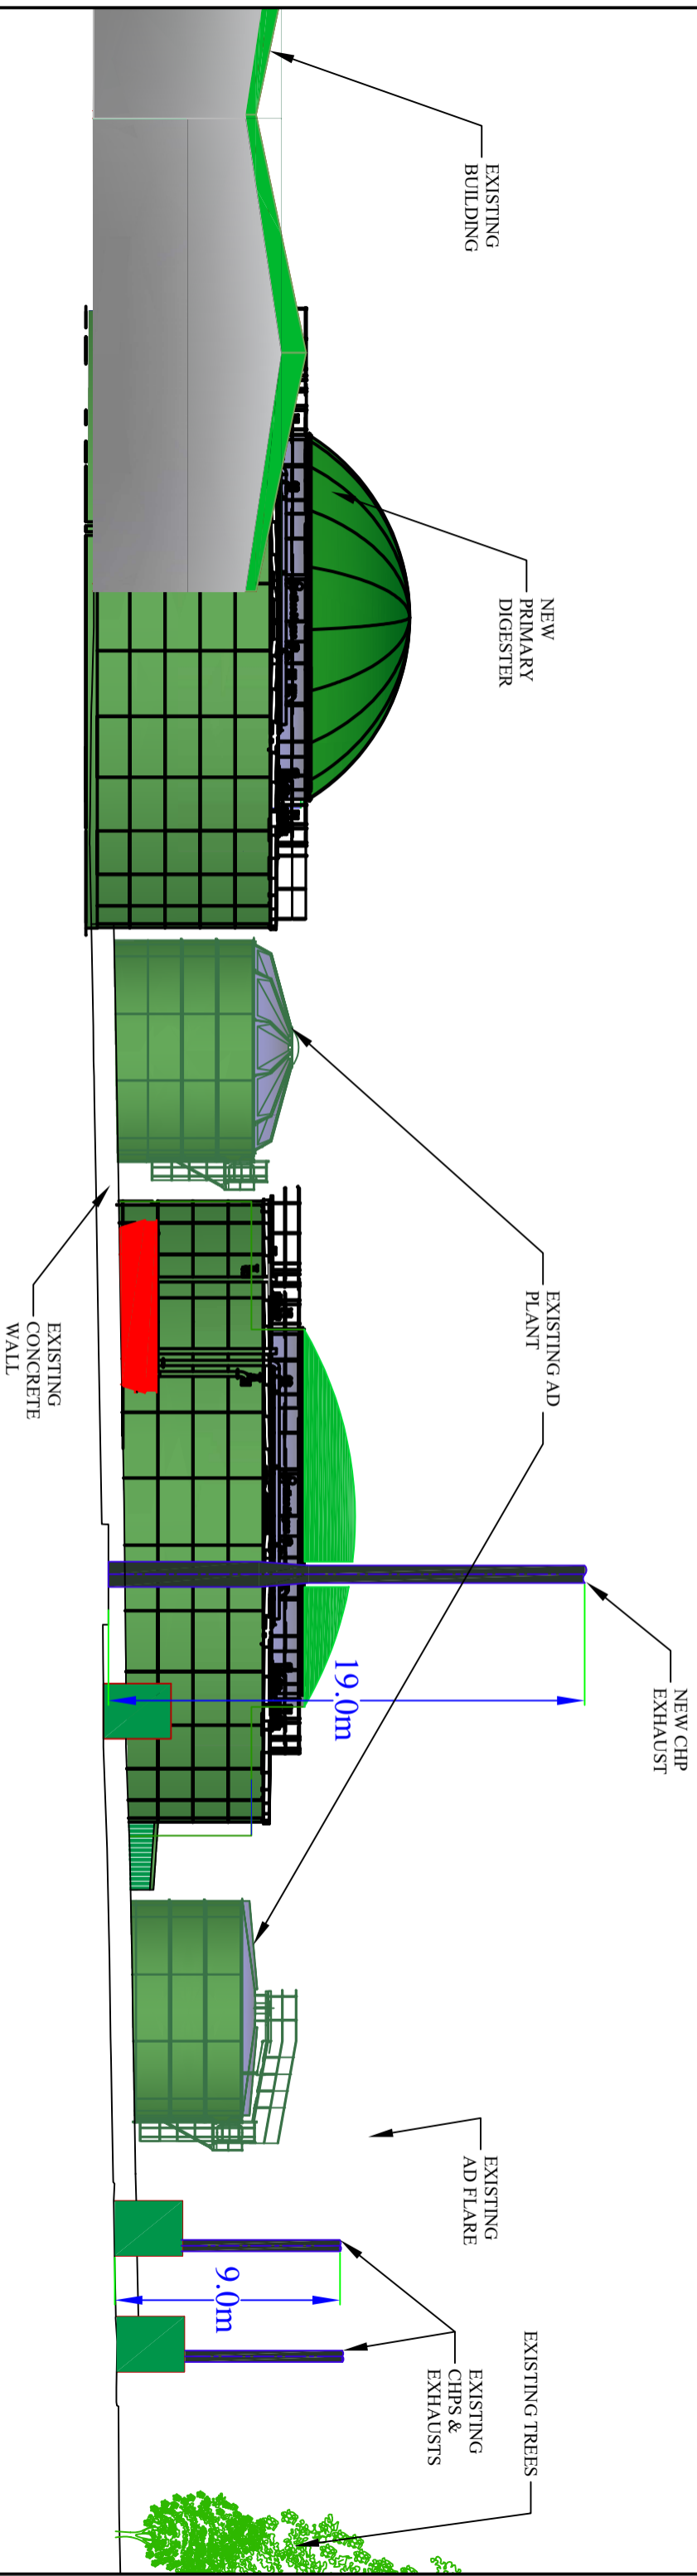 EXISTING
BUILDING
NEW
PRIMARY
DIGESTER
EXISTING AD
PLANT
EXISTING
CONCRETE
WALL
NEW CHP
EXHAUST
19.0m
EXISTING
AD FLARE
9.0m
EXISTING
CHPS &
EXHAUSTS
EXISTING TREES